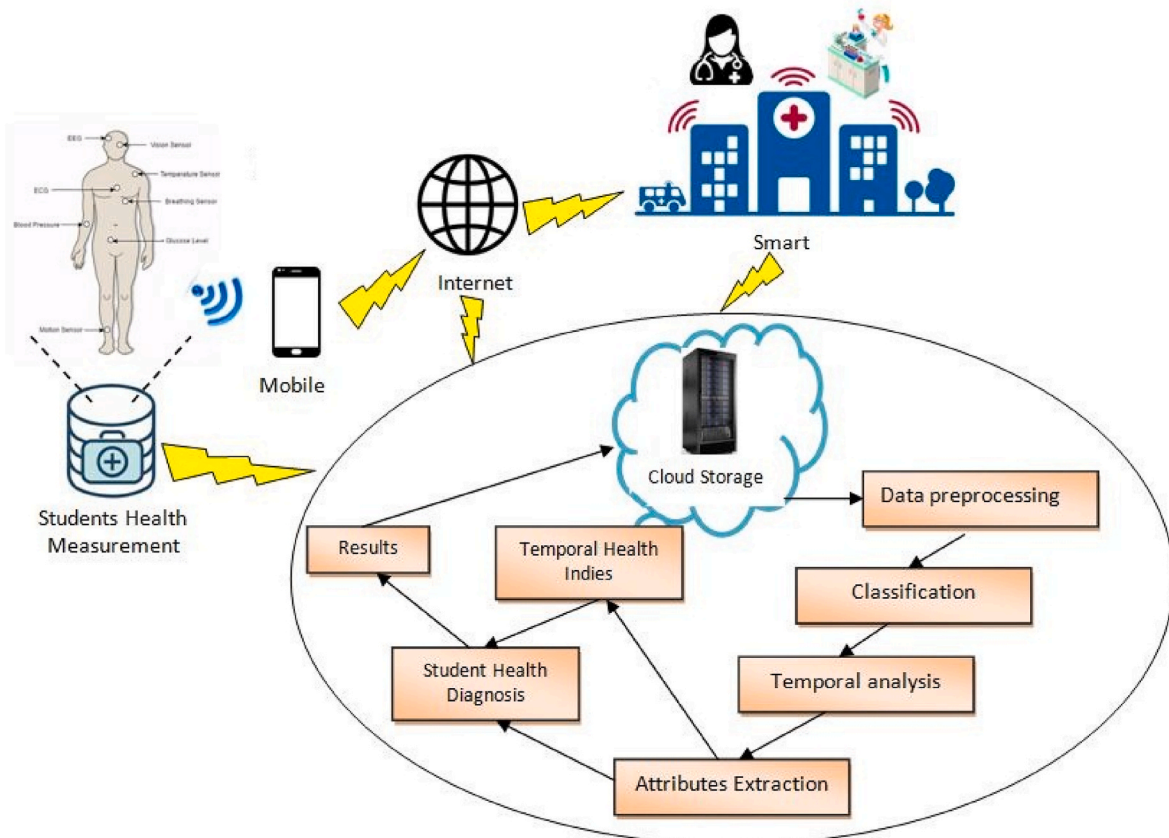 EEG
Vision Sensor
Temperature Sensor
ECG
Breathing Sensor
Blood Pressure
Glucose Level
Motion Sensor
Mobile
Internet
Smart
Students Health
Measurement
Cloud Storage
Data preprocessing
Classification
Temporal analysis
Attributes Extraction
Temporal Health
Indies
Student Health
Diagnosis
Results